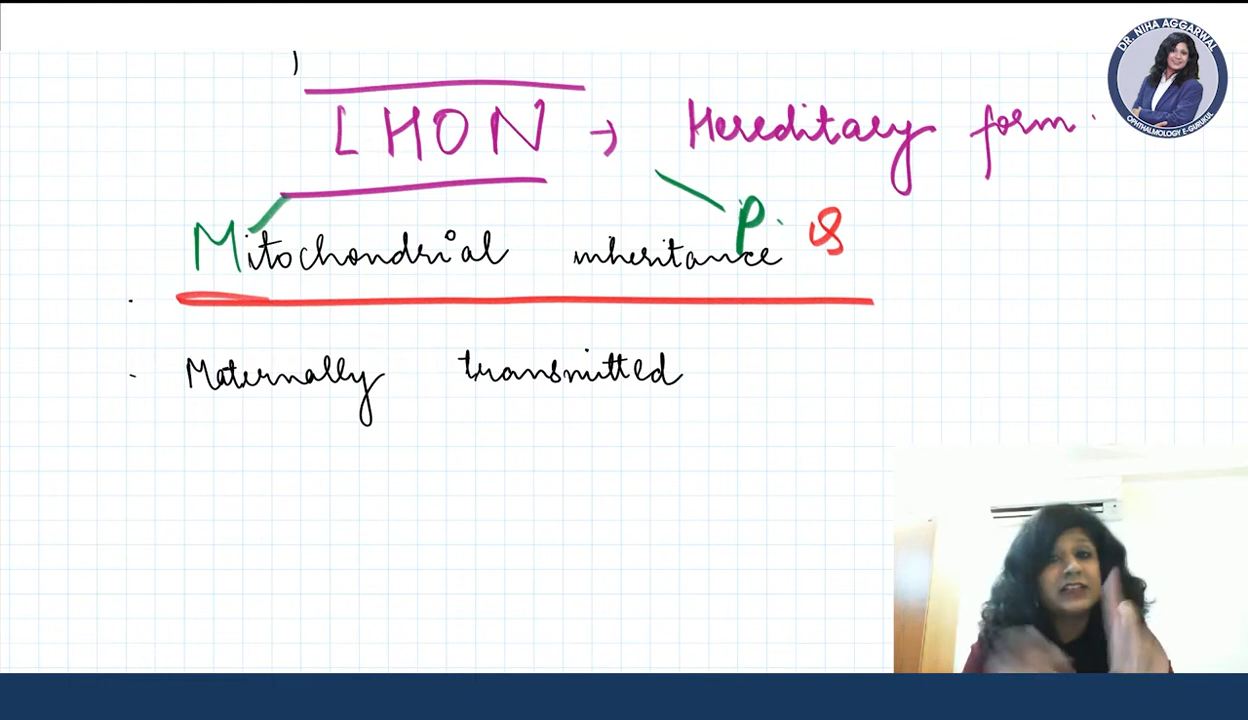 LHON → Hereditary form.
P.
Mitochondrial inheritance
Maternally transmitted
DR. NIHA AGGARWAL
OPHTHALMOLOGY E-GURUKUL